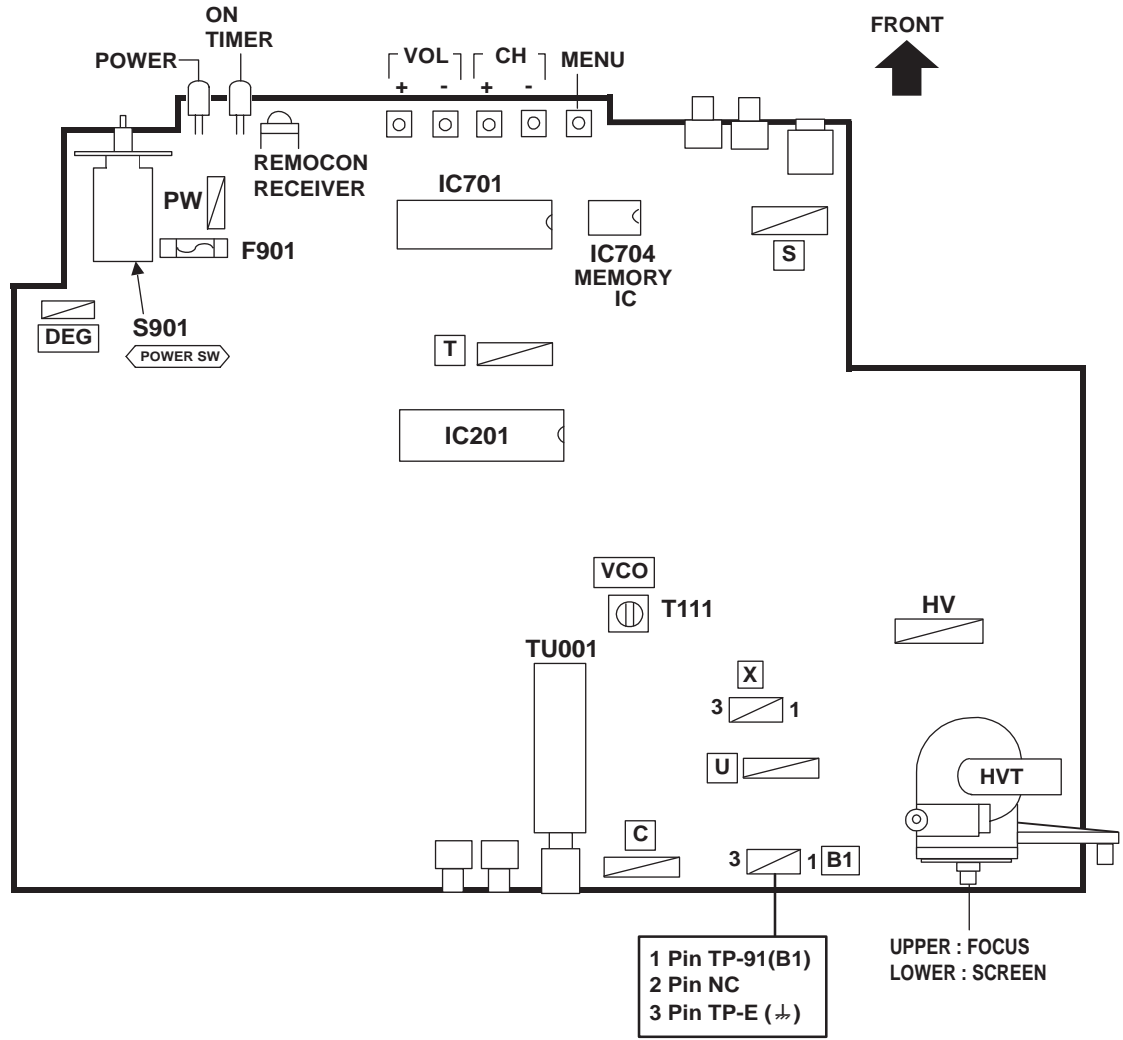 ON
TIMER
FRONT
POWER
VOL
CH
MENU
+ - + -
REMOCON
RECEIVER
PW
IC701
F901
IC704
MEMORY
IC
S
DEG
S901
POWER SW
T
IC201
VCO
T111
HV
TU001
X
3 1
U
HVT
C
3 1 B1
1 Pin TP-91(B1)
2 Pin NC
3 Pin TP-E ( )
UPPER : FOCUS
LOWER : SCREEN